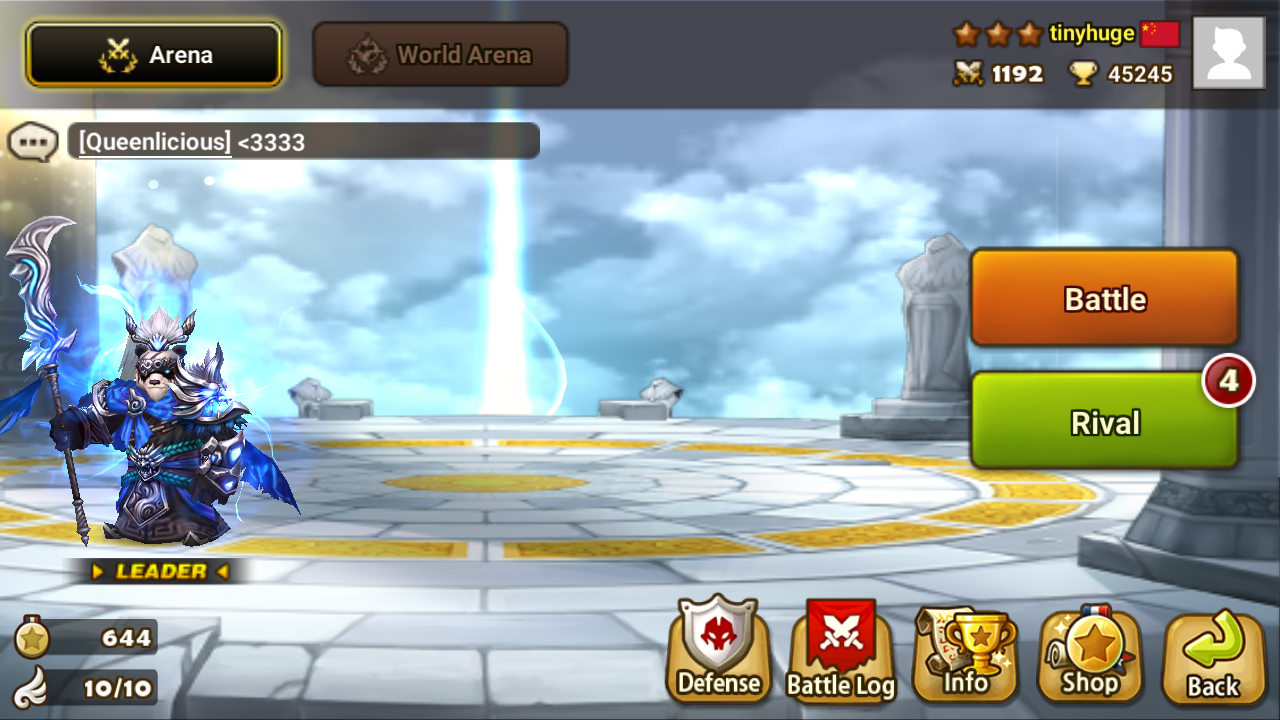 Arena
World Arena
tinyhuge
1192
45245
[Queenlicious] <3333
Battle
4
Rival
LEADER
644
10/10
Defense
Battle Log
Info
Shop
Back